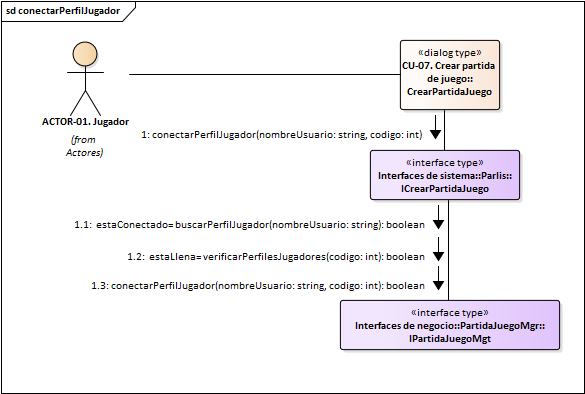 sd conectarPerfilJugador
«dialog type»
CU-07. Crear partida
de juego::
CrearPartidaJuego
ACTOR-01. Jugador
(from
Actores)
1: conectarPerfilJugador(nombreUsuario: string, codigo: int)
«interface type»
Interfaces de sistema::Parlis::
ICrearPartidaJuego
1.1: estaConectado= buscarPerfilJugador(nombreUsuario: string): boolean
1.2: estaLlena= verificarPerfilesJugadores(codigo: int): boolean
1.3: conectarPerfilJugador(nombreUsuario: string, codigo: int): boolean
«interface type»
Interfaces de negocio::PartidaJuegoMgr::
IPartidaJuegoMgt